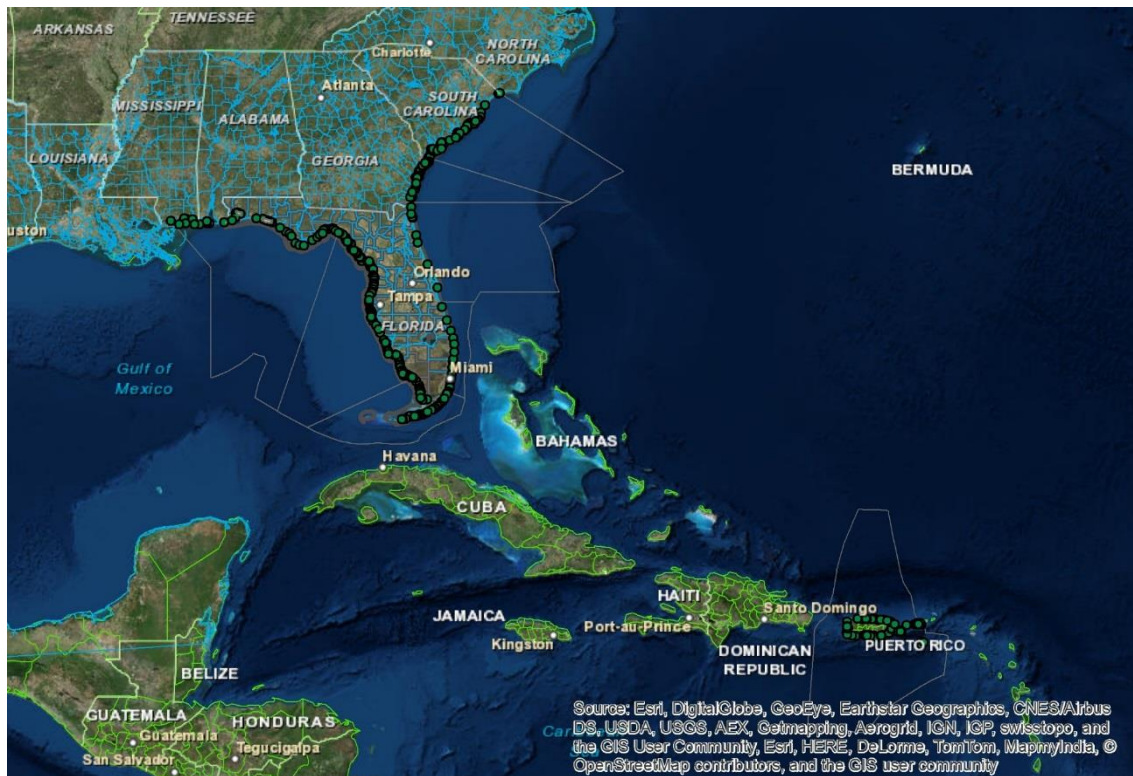 TENNESSEE
ARKANSAS
NORTH
CAROLINA
Charlotte
Atlanta
SOUTH
CAROLINA
MISSISSIPPI
ALABAMA
LOUISIANA
GEORGIA
BERMUDA
uston
Orlando
Tampa
FLORIDA
Gulf of
Mexico
Miami
BAHAMAS
Havana
CUBA
HAITI
JAMAICA
Santo Domingo
Port-au-Prince
Kingston
PUERTO RICO
DOMINICAN
REPUBLIC
BELIZE
GUATEMALA
HONDURAS
Guatemala
Tegucigalpa
San Salvador
Source: Esri, DigitalGlobe, GeoEye, Earthstar Geographics, CNES/Airbus
DS, USDA, USGS, AEX, Getmapping, Aerogrid, IGN, IGP, swisstopo, and
the GIS User Community, Esri, HERE, DeLorme, TomTom, MapmyIndia, ©
OpenStreetMap contributors, and the GIS user community